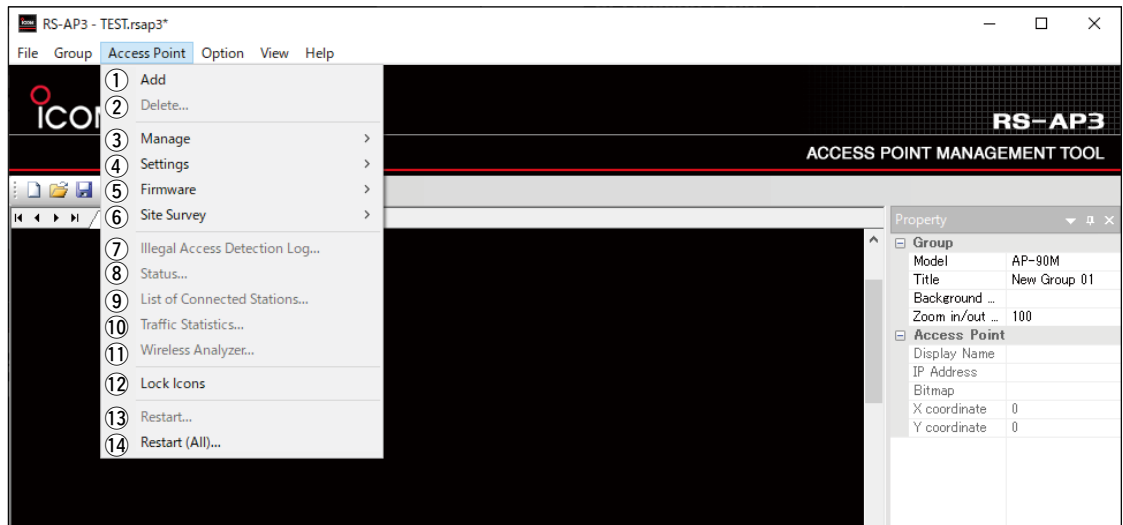 RS-AP3 - TEST.rsap3*
File Group Access Point Option View Help
① Add
② Delete...
③ Manage
④ Settings
⑤ Firmware
⑥ Site Survey
⑦ Illegal Access Detection Log...
⑧ Status...
⑨ List of Connected Stations...
⑩ Traffic Statistics...
⑪ Wireless Analyzer...
⑫ Lock Icons
⑬ Restart...
⑭ Restart (All)...
ICO
RS-AP3
ACCESS POINT MANAGEMENT TOOL
Property
Group
Model AP-90M
Title New Group 01
Background ...
Zoom in/out ... 100
Access Point
Display Name
IP Address
Bitmap
X coordinate 0
Y coordinate 0